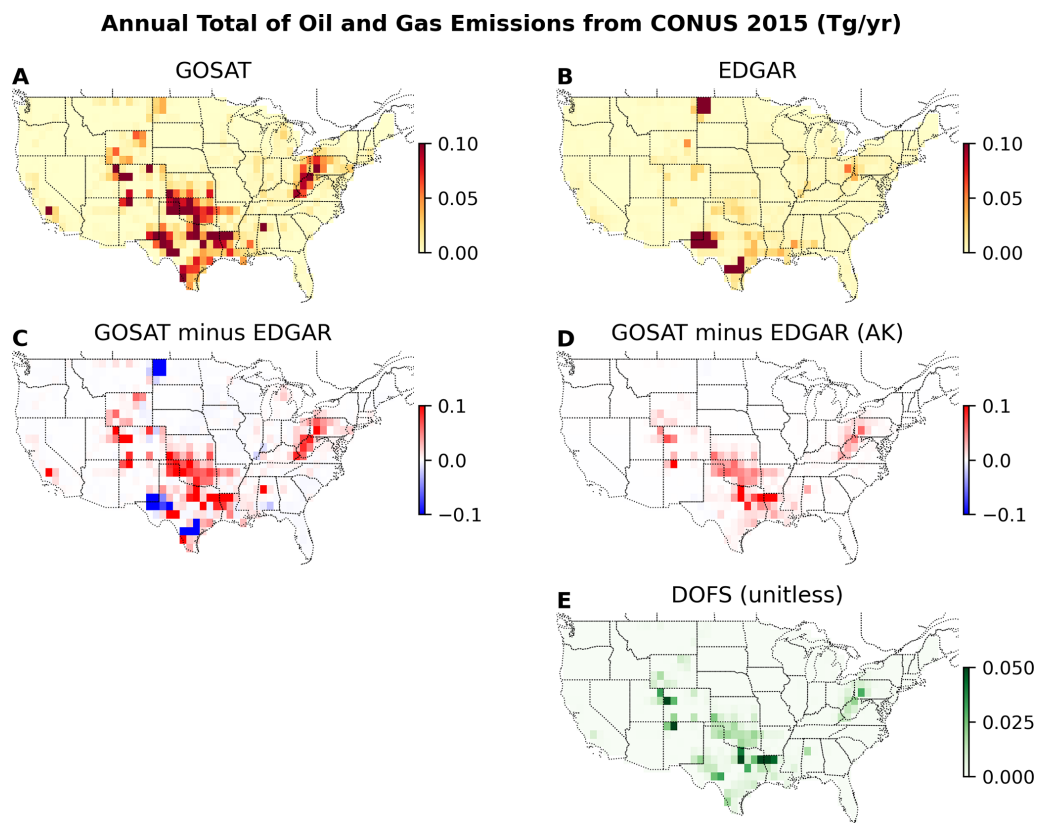 Annual Total of Oil and Gas Emissions from CONUS 2015 (Tg/yr)
A GOSAT
0.10
0.05
0.00
B EDGAR
0.10
0.05
0.00
C GOSAT minus EDGAR
0.1
0.0
−0.1
D GOSAT minus EDGAR (AK)
0.1
0.0
−0.1
E DOFS (unitless)
0.050
0.025
0.000